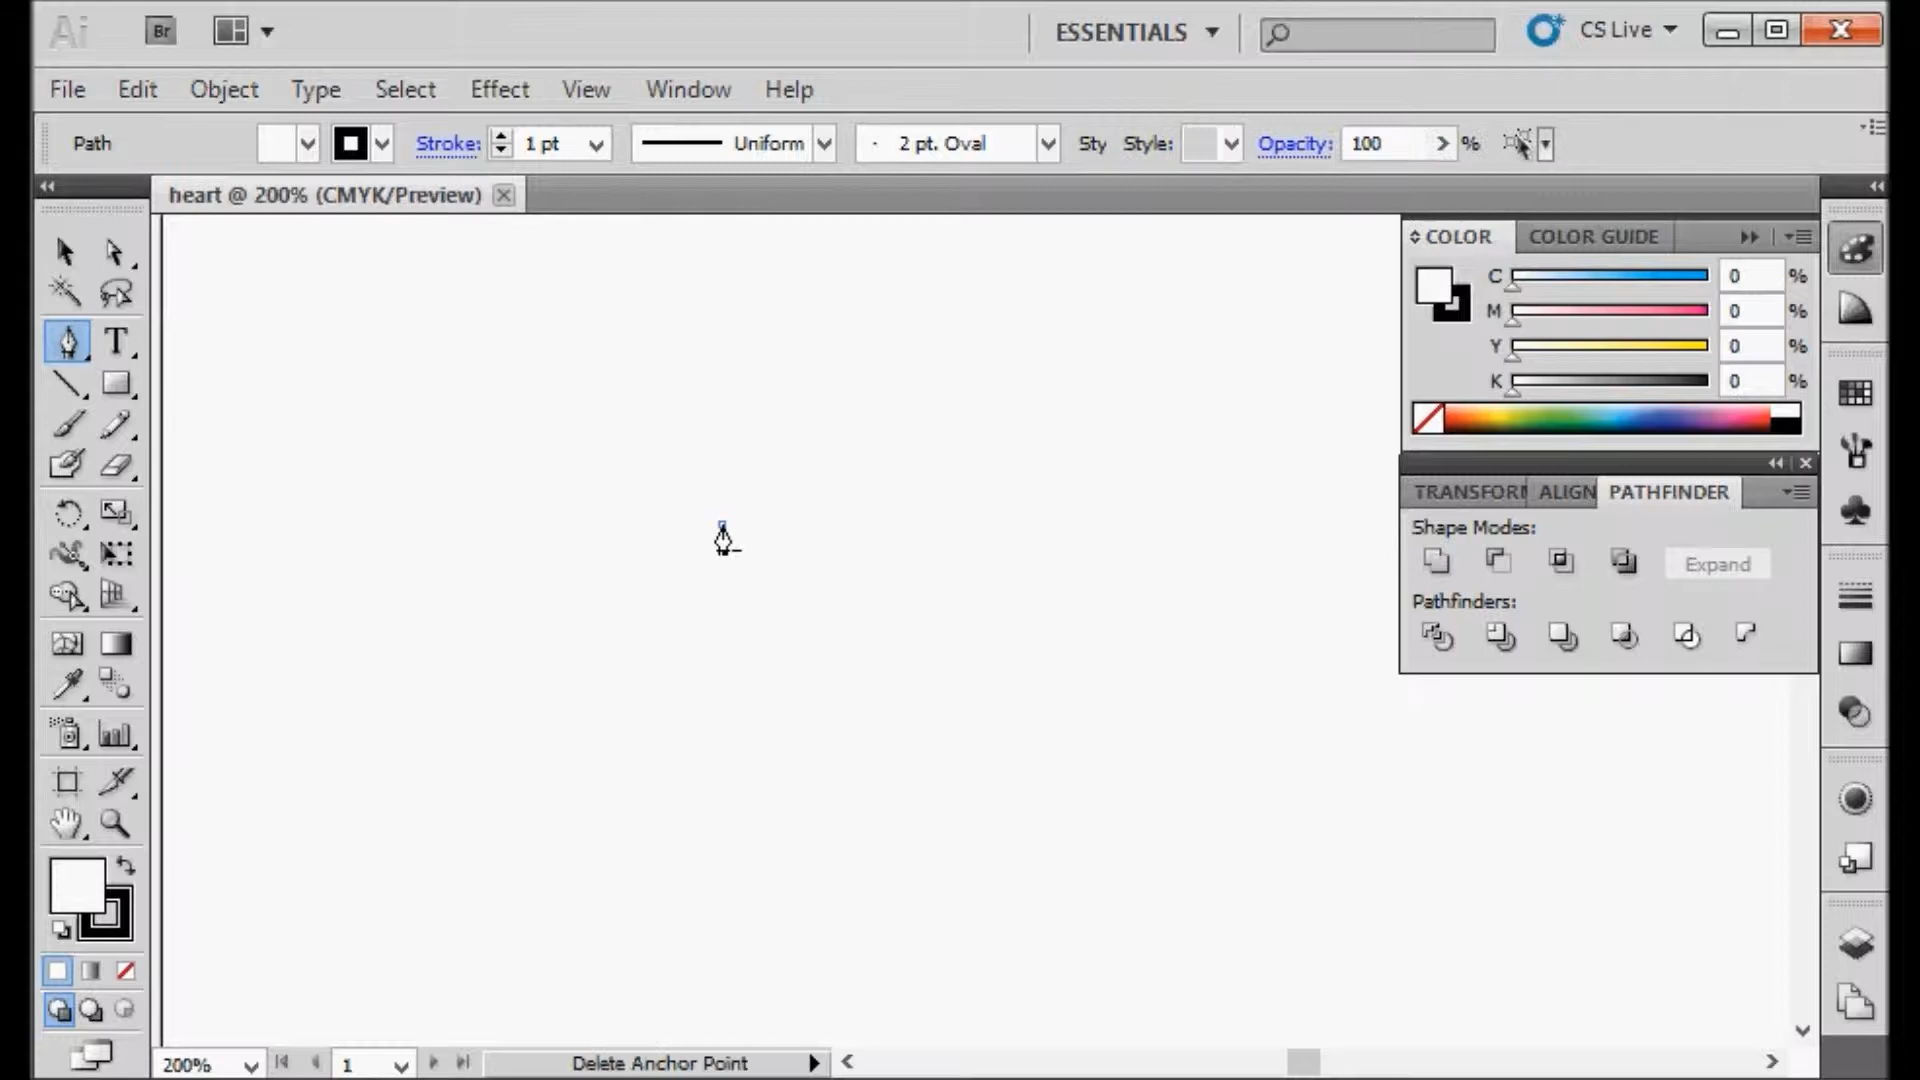 Ai Br ESSENTIALS CS Live
File Edit Object Type Select Effect View Window Help
Path Stroke: 1 pt Uniform 2 pt. Oval Sty Style: Opacity: 100 %
heart @ 200% (CMYK/Preview)
COLOR COLOR GUIDE
C 0 %
M 0 %
Y 0 %
K 0 %
TRANSFORM ALIGN PATHFINDER
Shape Modes:
Expand
Pathfinders:
T
200% 1 Delete Anchor Point